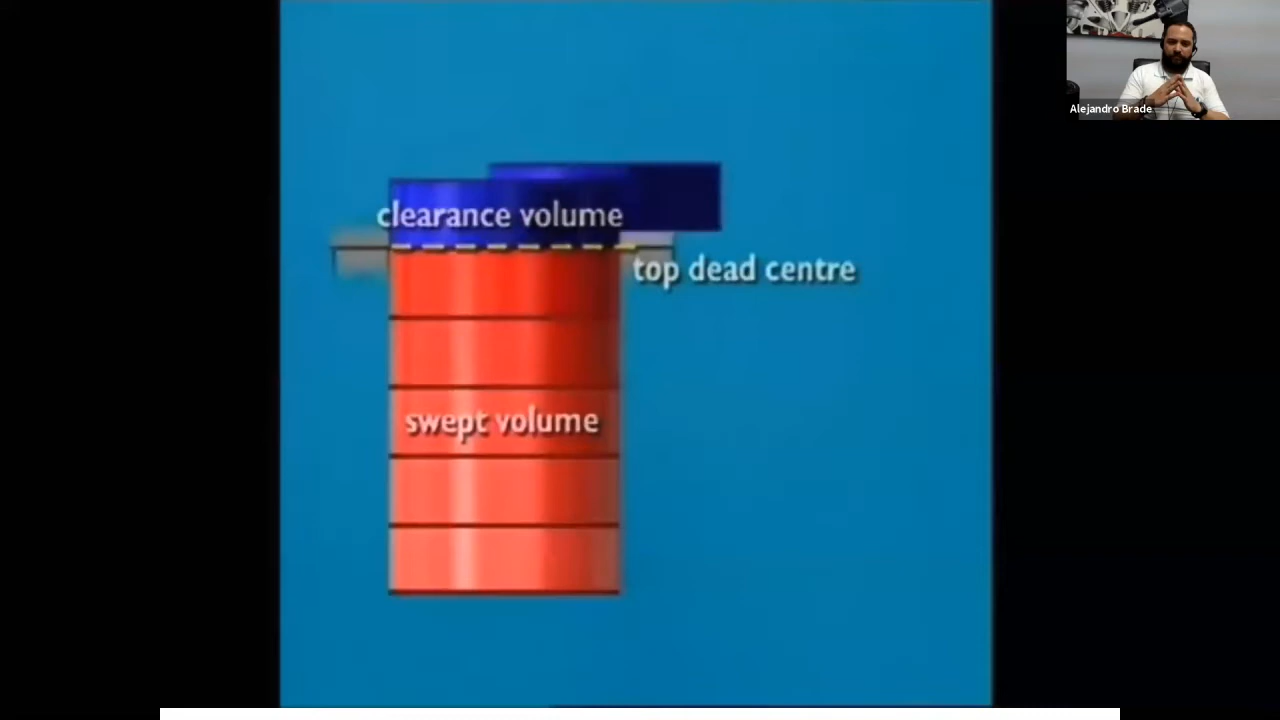 Alejandro Brade
clearance volume
top dead centre
swept volume